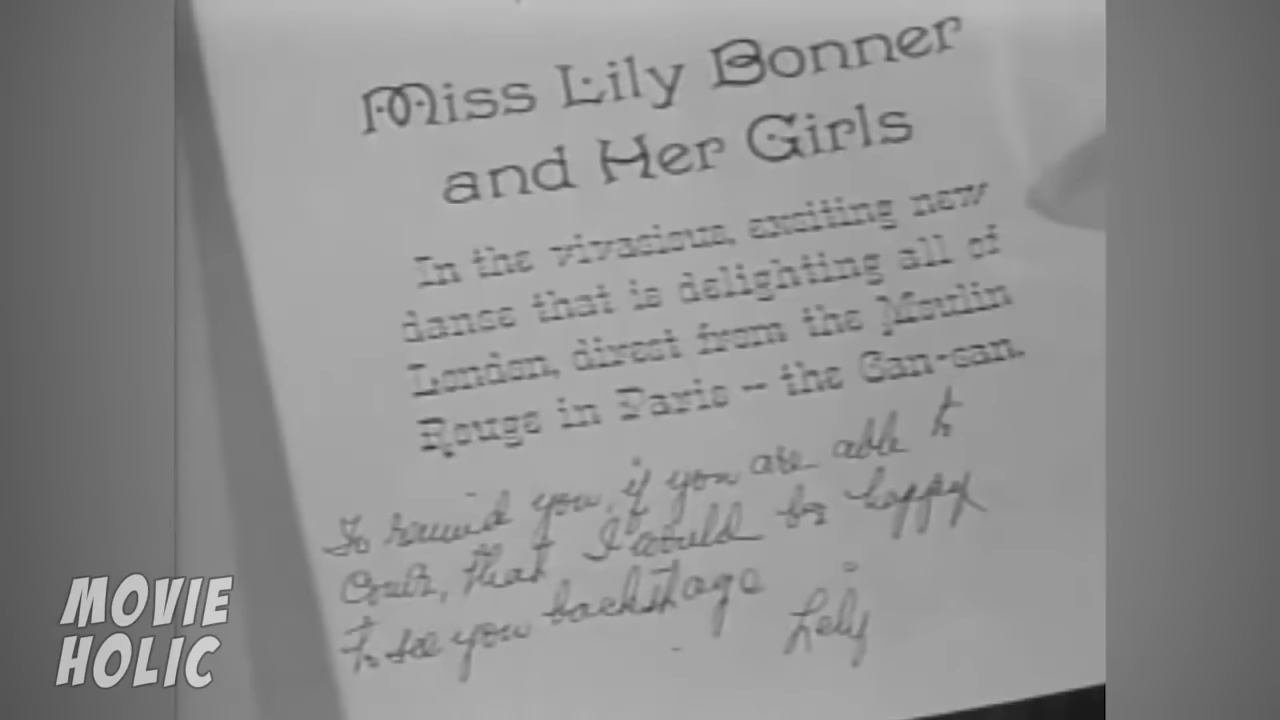 Miss Lily Bonner
and Her Girls
In the vivacious, exciting new
dance that is delighting all of
London, direct from the Moulin
Rouge in Paris — the Can-can.
To remind you, if you are able to
come, that I would be happy
to see you backstage
Lily
MOVIE
HOLIC